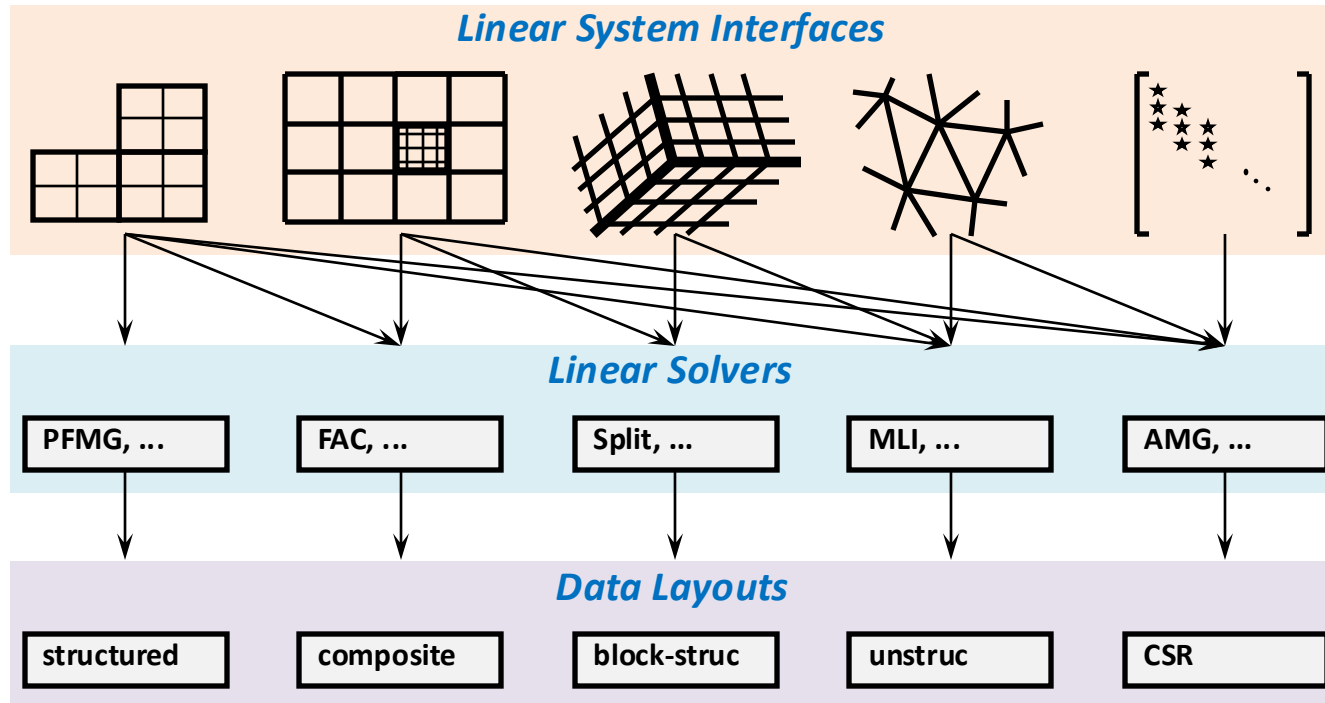 Linear System Interfaces
Linear Solvers
PFMG, ...
FAC, ...
Split, ...
MLI, ...
AMG, ...
Data Layouts
structured
composite
block-struc
unstruc
CSR